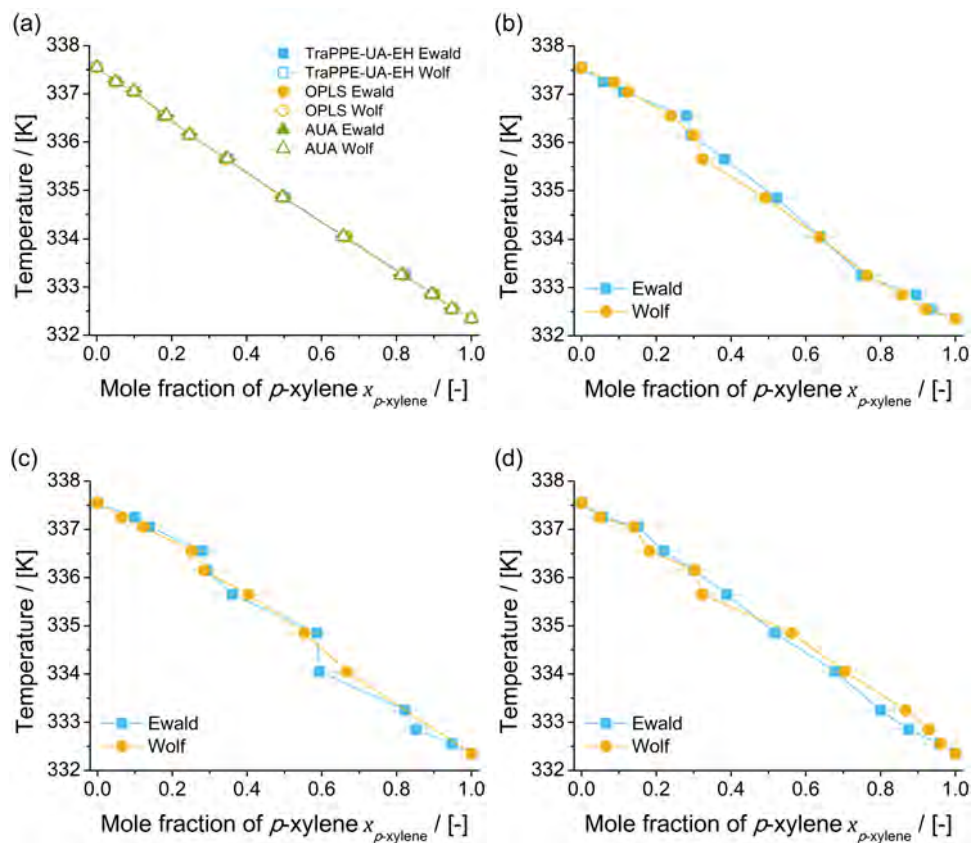 (a)
338
337
336
335
334
333
332
Temperature / [K]
TraPPE-UA-EH Ewald
TraPPE-UA-EH Wolf
OPLS Ewald
OPLS Wolf
AUA Ewald
AUA Wolf
0.0 0.2 0.4 0.6 0.8 1.0
Mole fraction of p-xylene x p-xylene / [-]
(b)
338
337
336
335
334
333
332
Temperature / [K]
Ewald
Wolf
0.0 0.2 0.4 0.6 0.8 1.0
Mole fraction of p-xylene x p-xylene / [-]
(c)
338
337
336
335
334
333
332
Temperature / [K]
Ewald
Wolf
0.0 0.2 0.4 0.6 0.8 1.0
Mole fraction of p-xylene x p-xylene / [-]
(d)
338
337
336
335
334
333
332
Temperature / [K]
Ewald
Wolf
0.0 0.2 0.4 0.6 0.8 1.0
Mole fraction of p-xylene x p-xylene / [-]